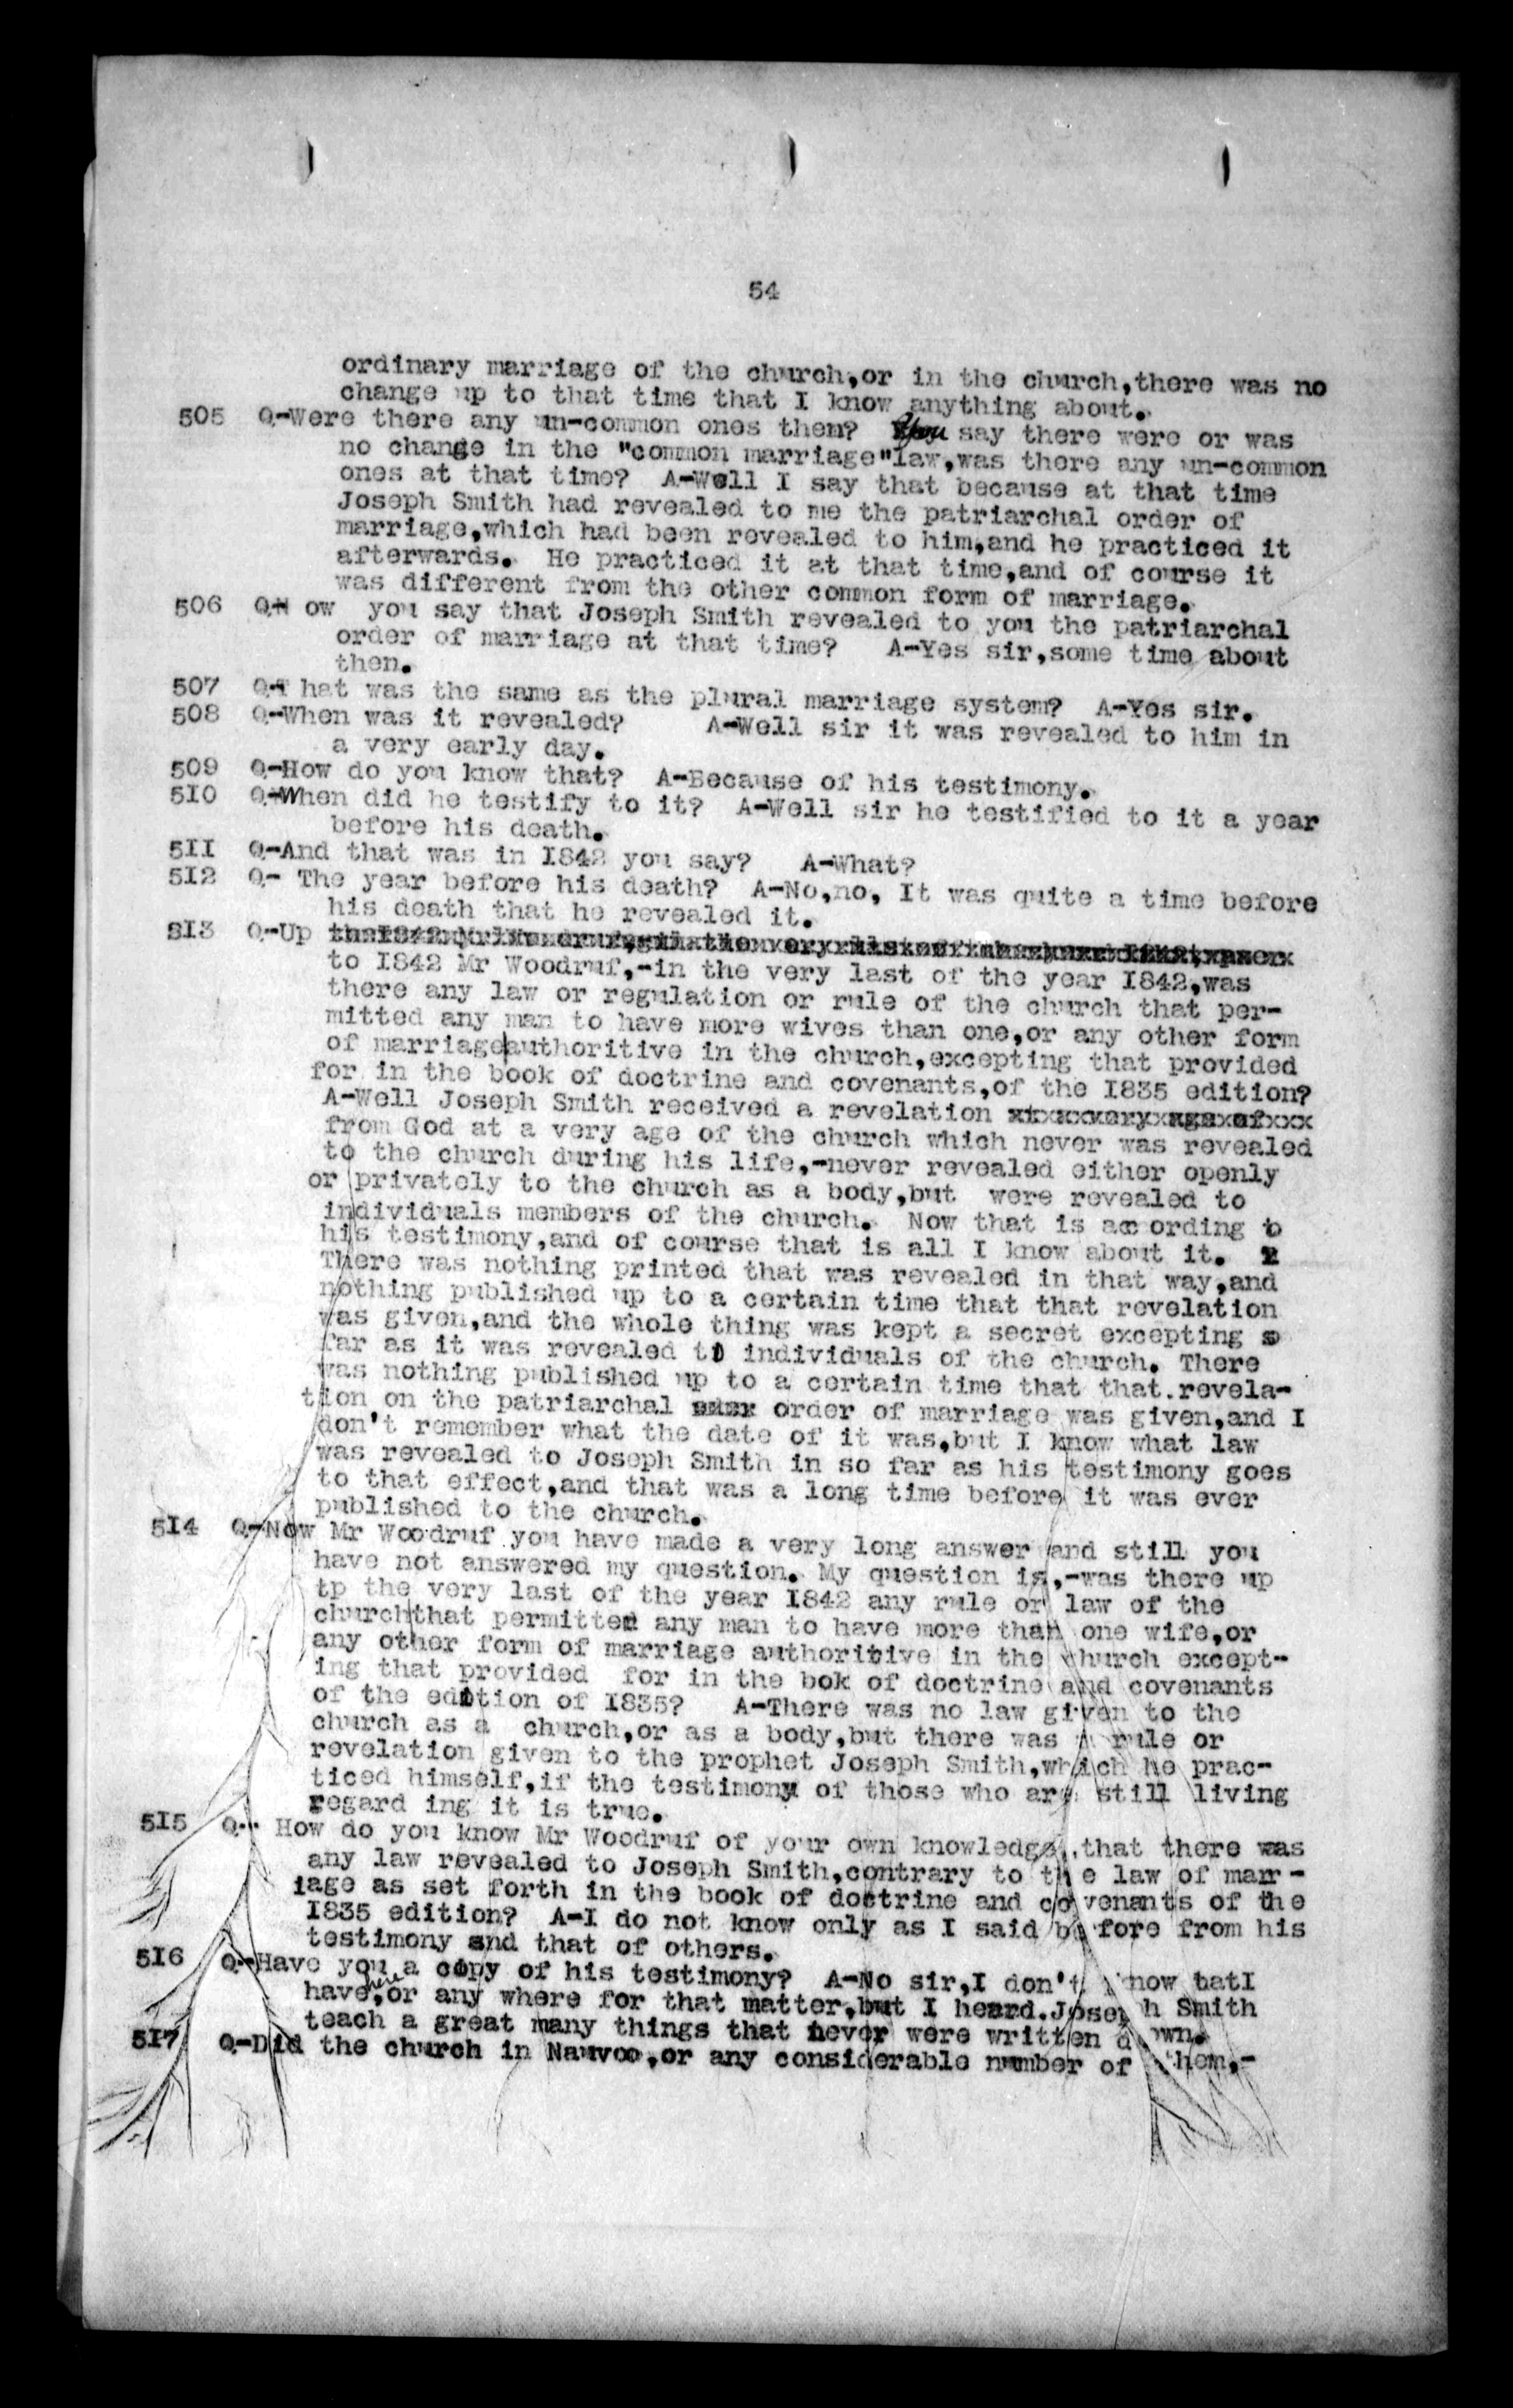 54
ordinary marriage of the church,or in the church,there was no
change up to that time that I know anything about.
505 Q-Were there any un-common ones then? You say there were or was
no change in the "common marriage"law,was there any un-common
ones at that time? A-Well I say that because at that time
Joseph Smith had revealed to me the patriarchal order of
marriage,which had been revealed to him,and he practiced it
afterwards. He practiced it at that time,and of course it
was different from the other common form of marriage.
506 Q-N ow you say that Joseph Smith revealed to you the patriarchal
order of marriage at that time? A-Yes sir,some time about
then.
507 Q-T hat was the same as the plural marriage system? A-Yes sir.
508 Q-When was it revealed? A-Well sir it was revealed to him in
a very early day.
509 Q-How do you know that? A-Because of his testimony.
510 Q-When did he testify to it? A-Well sir he testified to it a year
before his death.
511 Q-And that was in 1842 you say? A-What?
512 Q- The year before his death? A-No,no, It was quite a time before
his death that he revealed it.
S13 Q-Up
to 1842 Mr Woodruf,-in the very last of the year 1842,was
there any law or regulation or rule of the church that per-
mitted any man to have more wives than one,or any other form
of marriage authoritive in the church,excepting that provided
for in the book of doctrine and covenants,of the 1835 edition?
A-Well Joseph Smith received a revelation
from God at a very age of the church which never was revealed
to the church during his life,-never revealed either openly
or privately to the church as a body,but were revealed to
individuals members of the church. Now that is according to
his testimony,and of course that is all I know about it.
There was nothing printed that was revealed in that way,and
nothing published up to a certain time that that revelation
was given,and the whole thing was kept a secret excepting so
far as it was revealed to individuals of the church. There
was nothing published up to a certain time that that.revela-
tion on the patriarchal order of marriage was given,and I
don't remember what the date of it was,but I know what law
was revealed to Joseph Smith in so far as his testimony goes
to that effect,and that was a long time before it was ever
published to the church.
514 Q-Now Mr Woodruf you have made a very long answer and still you
have not answered my question. My question is,-was there up
tp the very last of the year 1842 any rule or law of the
church that permitted any man to have more than one wife,or
any other form of marriage authoritive in the church except-
ing that provided for in the bok of doctrine and covenants
of the edition of 1835? A-There was no law given to the
church as a church,or as a body,but there was a rule or
revelation given to the prophet Joseph Smith,which he prac-
ticed himself,if the testimony of those who are still living
regard ing it is true.
515 Q- How do you know Mr Woodruf of your own knowledge,that there was
any law revealed to Joseph Smith,contrary to the law of marr-
iage as set forth in the book of doctrine and covenants of the
1835 edition? A-I do not know only as I said before from his
testimony and that of others.
516 Q-Have you a copy of his testimony? A-No sir,I don't know thatI
have here,or any where for that matter,but I heard.Joseph Smith
teach a great many things that never were written down.
517 Q-Did the church in Nauvoo,or any considerable number of them,-